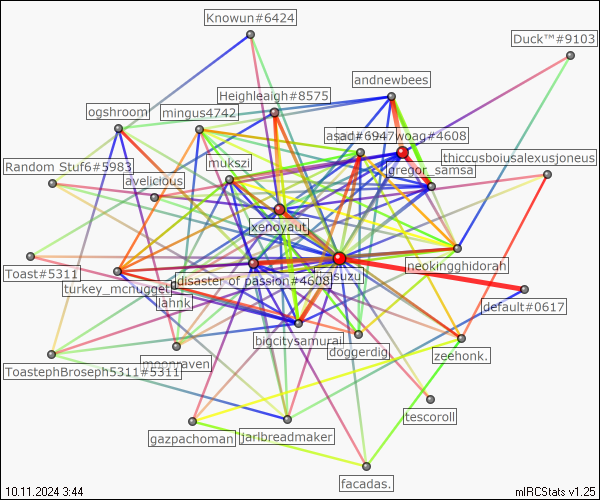 Knowun#6424
Duck™#9103
andnewbees
Heighleaigh#8575
ogshroom
mingus4742
asad#6947
woag#4608
thiccusboiusalexusjoneus
mukszi
gregor_samsa
Random Stuf6#5983
avelicious
xenoyaut
neokingghidorah
Toast#5311
disaster of passion#4608
suzu
turkey_mcnugget
jahnk
default#0617
bigcitysamurai
doggerdig
zeehonk.
moonraven
ToastephBroseph5311#5311
tescoroll
gazpachoman
jarlbreadmaker
facadas.
10.11.2024 3:44
mIRCStats v1.25